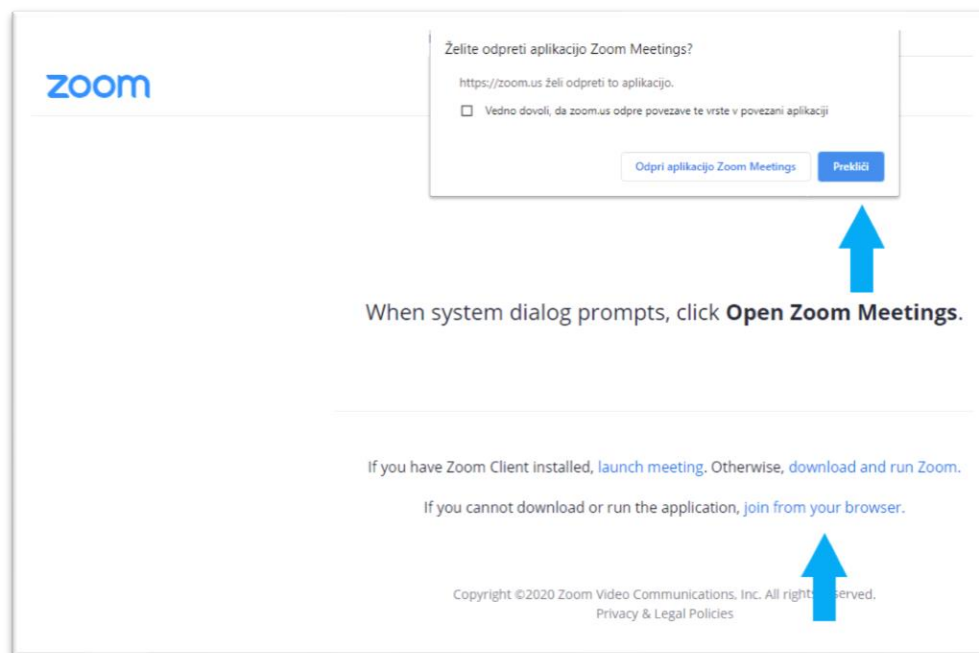 zoom
Želite odpreti aplikacijo Zoom Meetings?
https://zoom.us želi odpreti to aplikacijo.
Vedno dovoli, da zoom.us odpre povezave te vrste v povezani aplikaciji
Odpri aplikacijo Zoom Meetings Prekliči
When system dialog prompts, click Open Zoom Meetings.
If you have Zoom Client installed, launch meeting. Otherwise, download and run Zoom.
If you cannot download or run the application, join from your browser.
Copyright ©2020 Zoom Video Communications, Inc. All rights reserved.
Privacy & Legal Policies